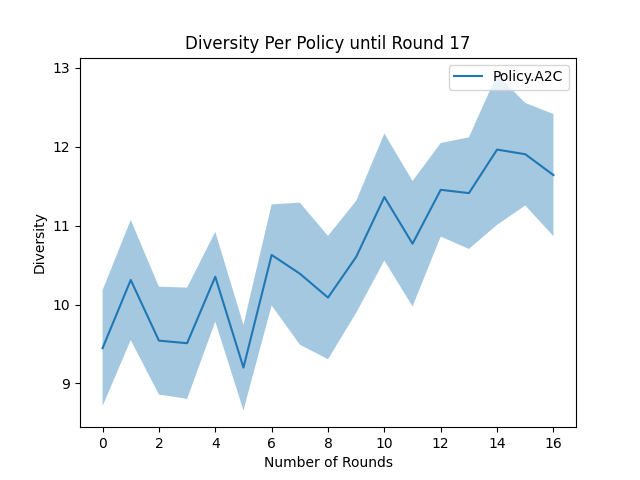 Diversity Per Policy until Round 17
Policy.A2C
13
12
11
10
9
Diversity
0 2 4 6 8 10 12 14 16
Number of Rounds